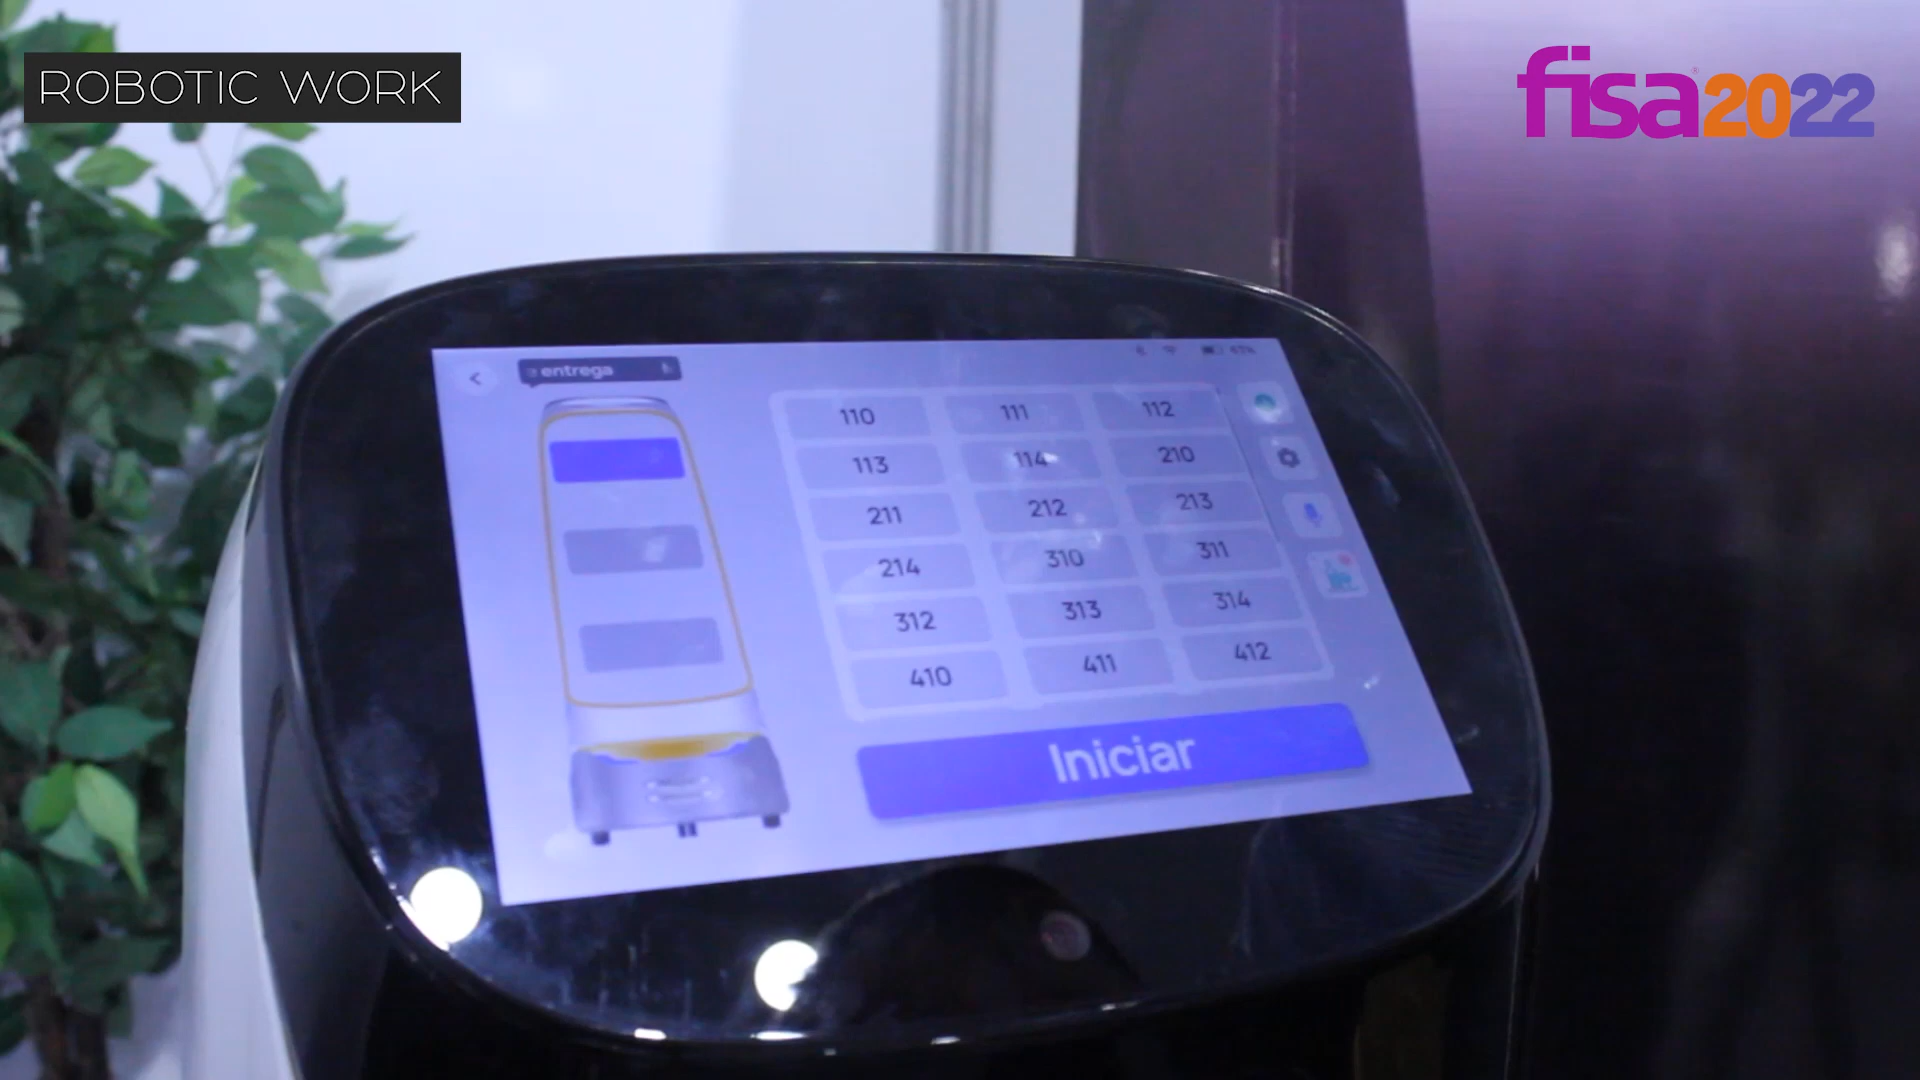 ROBOTIC WORK
fisa2022
entrega
110 111 112
113 114 210
211 212 213
214 310 311
312 313 314
410 411 412
Iniciar